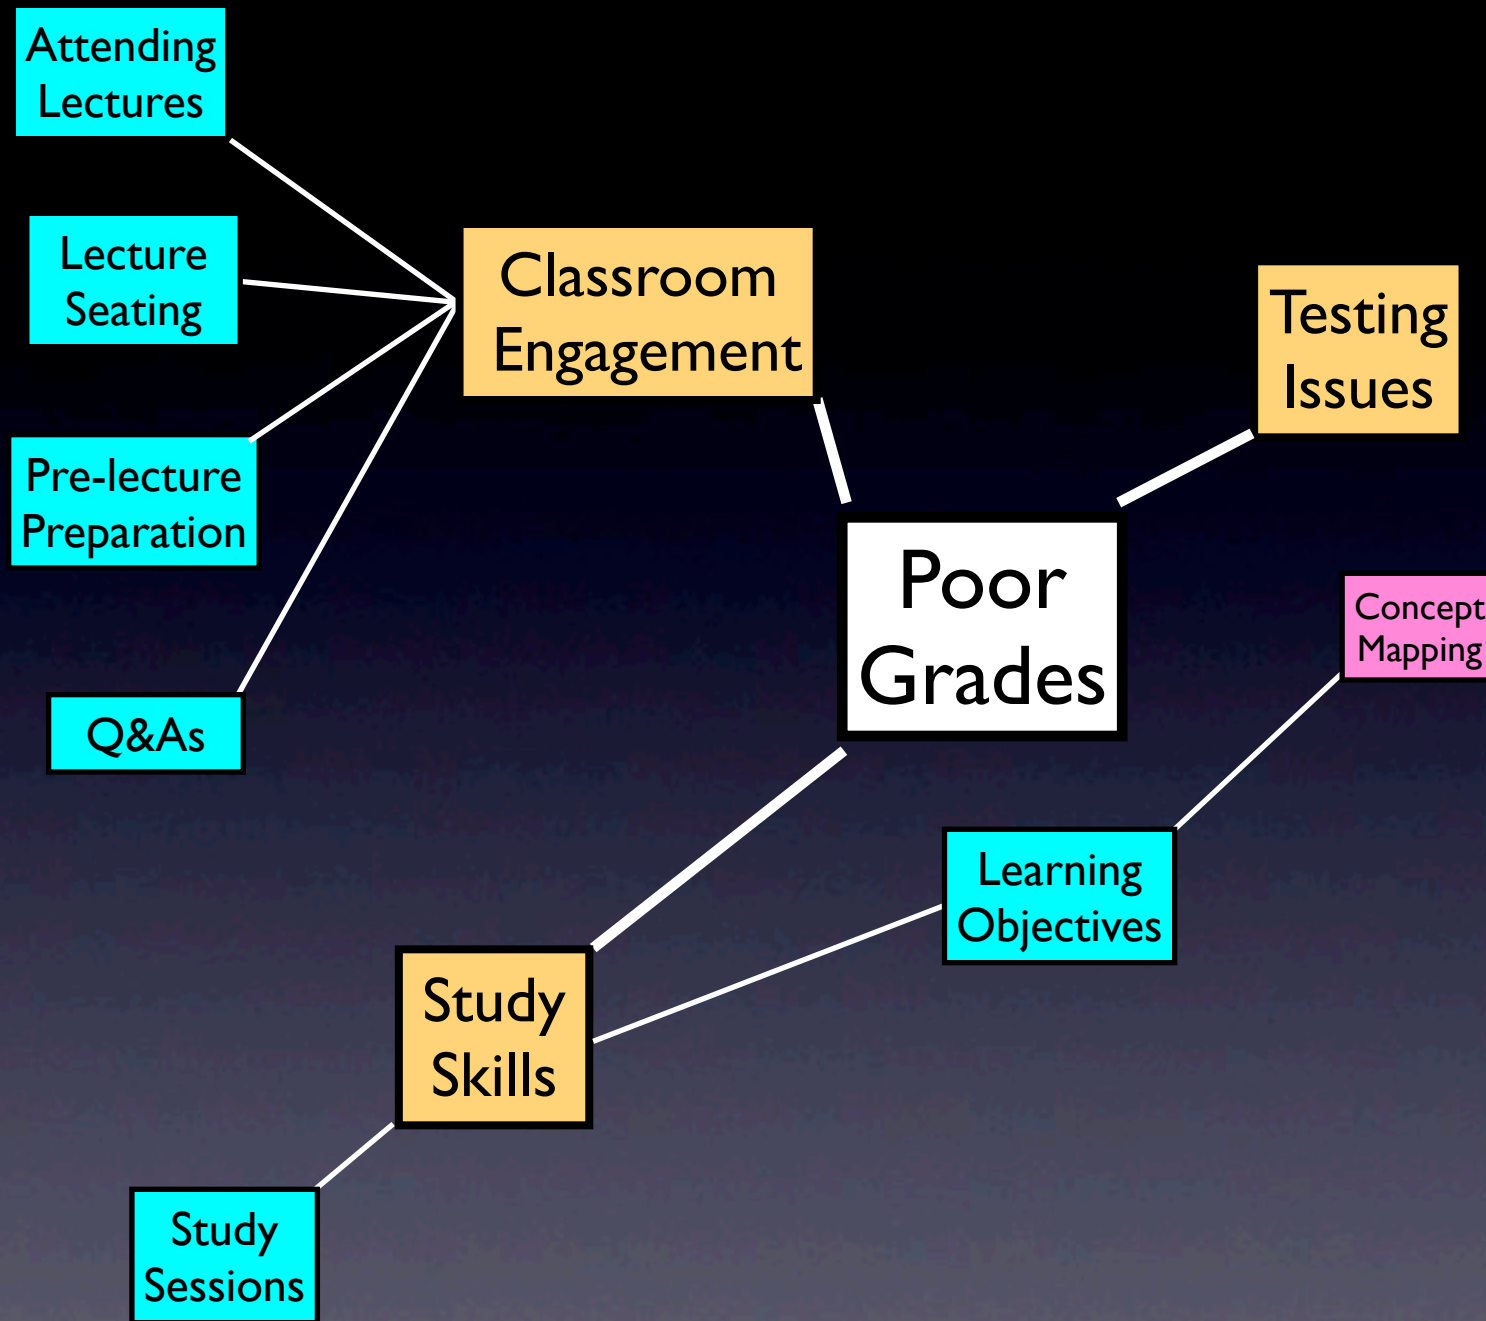 Attending
Lectures
Lecture
Seating
Classroom
Engagement
Testing
Issues
Pre-lecture
Preparation
Poor
Grades
Concept
Mapping
Q&As
Learning
Objectives
Study
Skills
Study
Sessions